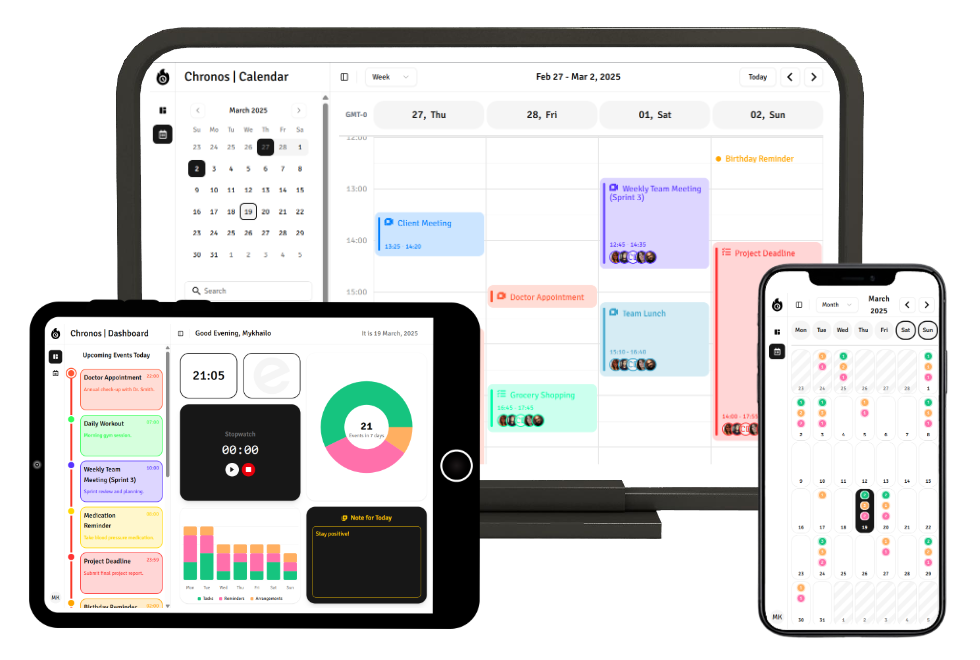 Chronos | Calendar
Week
Feb 27 - Mar 2, 2025
Today
March 2025
Su Mo Tu We Th Fr Sa
23 24 25 26 27 28 1
2 3 4 5 6 7 8
9 10 11 12 13 14 15
16 17 18 19 20 21 22
23 24 25 26 27 28 29
30 31 1 2 3 4 5
Search
GMT-0
27, Thu
28, Fri
01, Sat
02, Sun
12:00
13:00
14:00
15:00
Birthday Reminder
Weekly Team Meeting
(Sprint 3)
12:45 - 14:35
Client Meeting
13:25 - 14:20
Project Deadline
Doctor Appointment
Team Lunch
15:10 - 16:40
Grocery Shopping
16:45 - 17:45
Chronos | Dashboard
Good Evening, Mykhailo
It is 19 March, 2025
Upcoming Events Today
Doctor Appointment
Annual check-up with Dr. Smith.
Daily Workout
Morning gym session.
Weekly Team
Meeting (Sprint 3)
Sprint review and planning.
Medication
Reminder
Project Deadline
23:50
Submit final project report.
Birthday Reminder
MK
21:05
e
Stopwatch
00:00
21
Events in 7 days
Mon Tue Wed Thu Fri Sat Sun
Tasks
Reminders
Arrangements
Note for Today
Stay positive!
Month
March
2025
Mon Tue Wed Thu Fri Sat Sun
23 24 25 26 27 28 1
2 3 4 5 6 7 8
9 10 11 12 13 14 15
16 17 18 19 20 21 22
23 24 25 26 27 28 29
30 31 1 2 3 4 5
MK